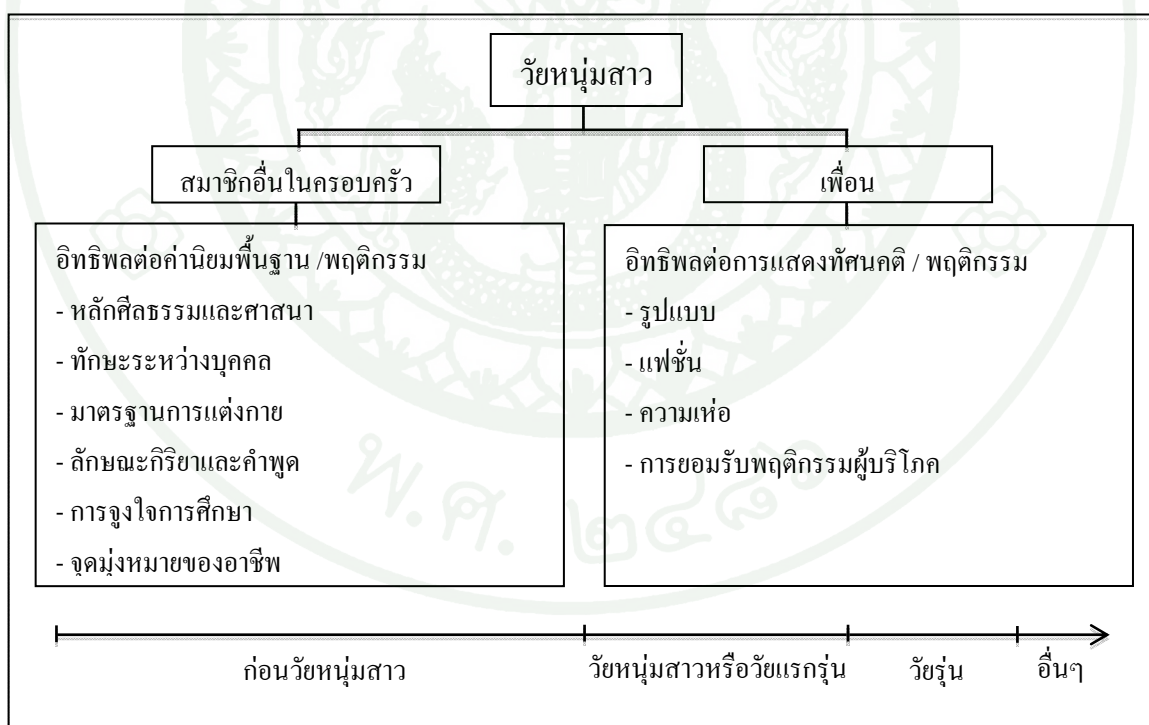 วัยหนุ่มสาว
สมาชิกอื่นในครอบครัว
เพื่อน
อิทธิพลต่อค่านิยมพื้นฐาน /พฤติกรรม
- หลักศีลธรรมและศาสนา
- ทักษะระหว่างบุคคล
- มาตรฐานการแต่งกาย
- ลักษณะกิริยาและคำพูด
- การจูงใจการศึกษา
- จุดมุ่งหมายของอาชีพ
อิทธิพลต่อการแสดงทัศนคติ / พฤติกรรม
- รูปแบบ
- แฟชั่น
- ความเห่อ
- การยอมรับพฤติกรรมผู้บริโภค
พ.ศ. ๒๔๘๖
ก่อนวัยหนุ่มสาว
วัยหนุ่มสาวหรือวัยแรกรุ่น
วัยรุ่น
อื่นๆ